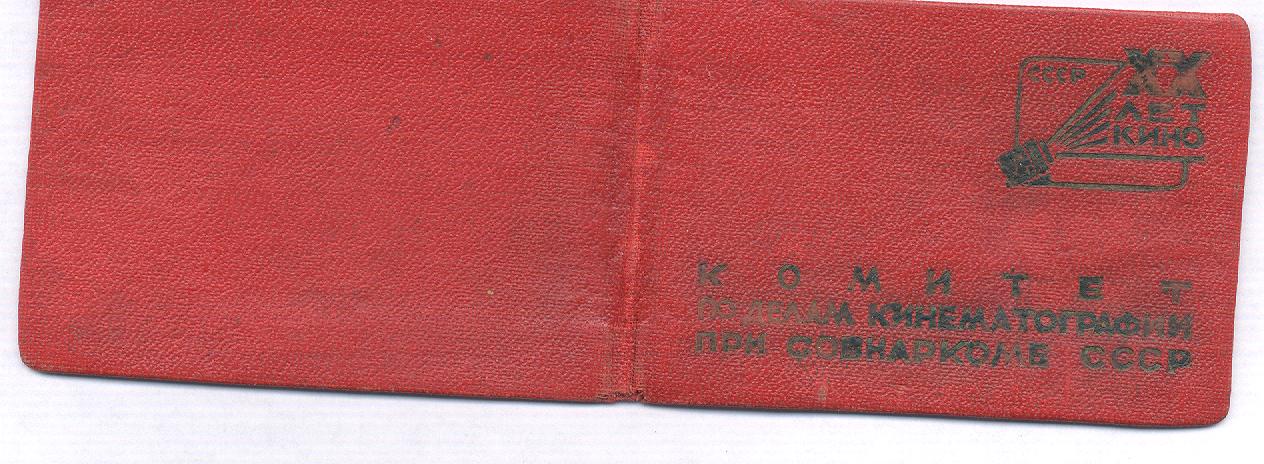 СССР
XX
ЛЕТ
КИНО
КОМИТЕТ
ПО ДЕЛАМ КИНЕМАТОГРАФИИ
ПРИ СОВНАРКОМЕ СССР